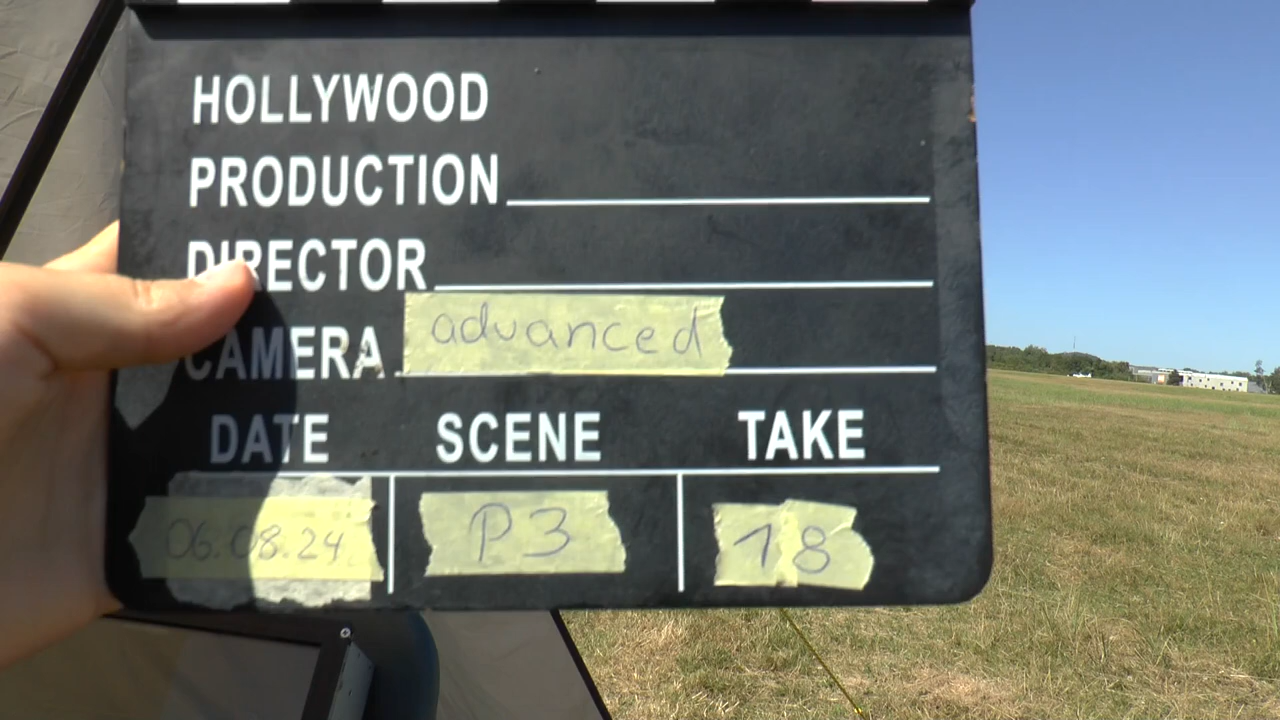 HOLLYWOOD
PRODUCTION
DIRECTOR
CAMERA advanced
DATE SCENE TAKE
06.08.24 P3 18